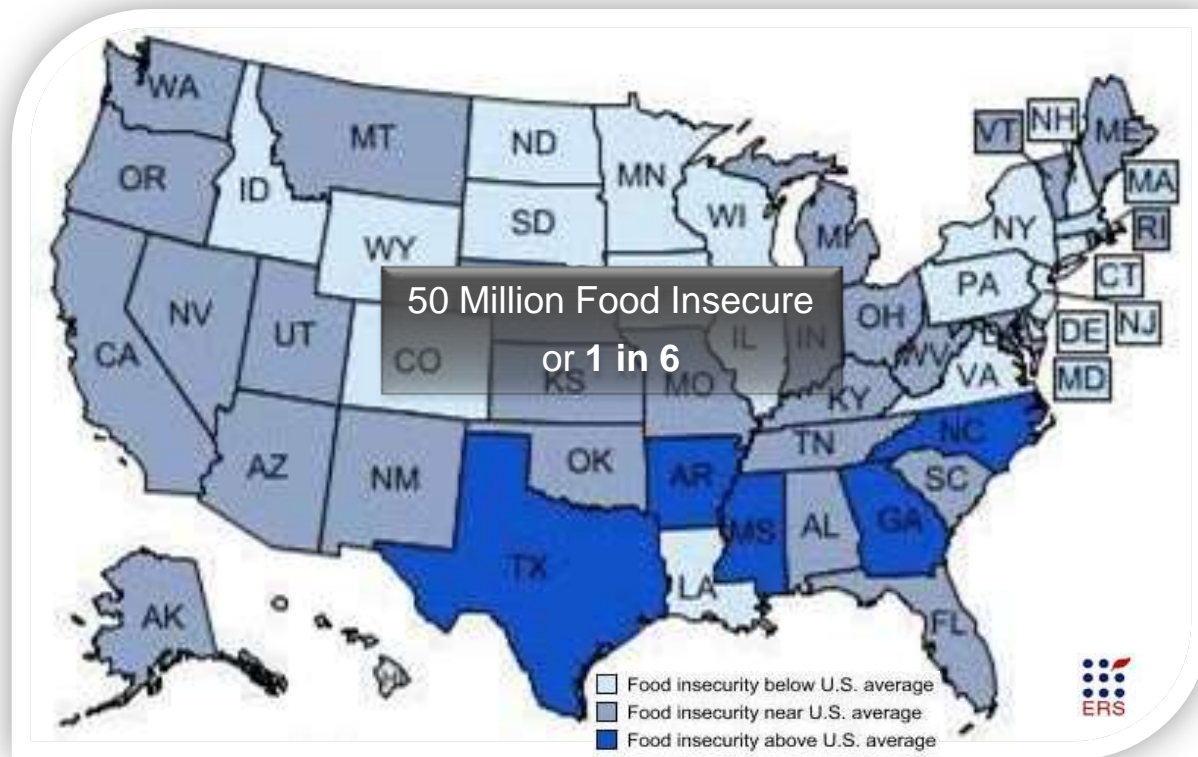 WA
MT
ND
MN
VT
NH
ME
OR
ID
SD
WI
MI
NY
MA
RI
WY
PA
CT
50 Million Food Insecure
or 1 in 6
NV
UT
CO
CA
IL
IN
OH
WV
VA
DE
NJ
MD
KS
MO
KY
AZ
NM
OK
AR
TN
NC
SC
TX
MS
AL
GA
LA
AK
FL
Food insecurity below U.S. average
Food insecurity near U.S. average
Food insecurity above U.S. average
ERS